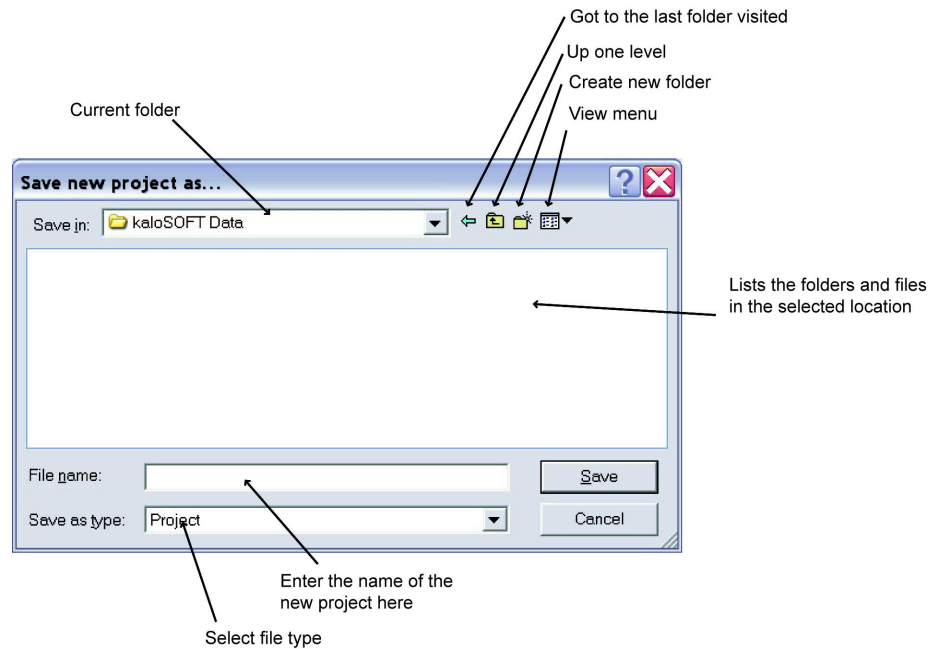 Got to the last folder visited
Up one level
Create new folder
View menu
Current folder
Save new project as...
?
Save in: kaloSOFT Data
Lists the folders and files
in the selected location
File name:
Save
Save as type: Project
Cancel
Enter the name of the
new project here
Select file type